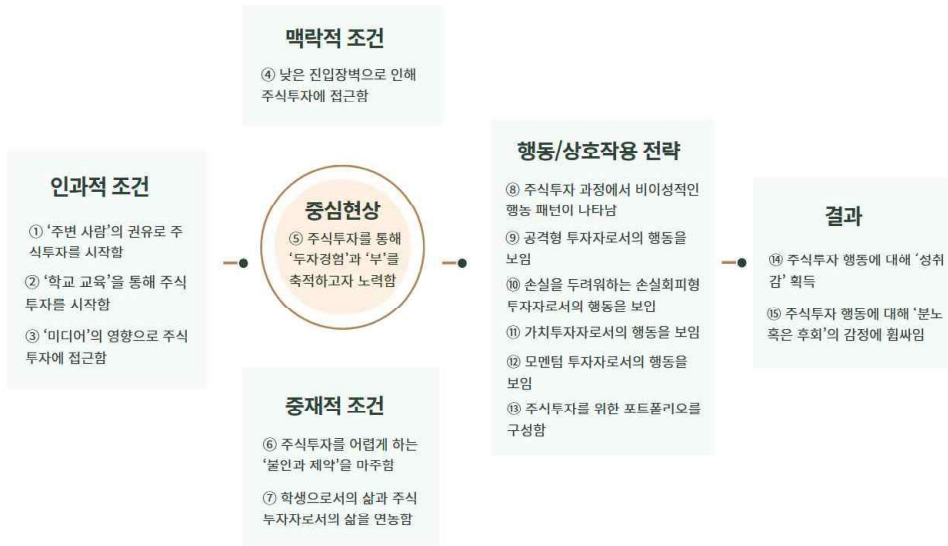 맥락적 조건
④ 낮은 진입장벽으로 인해
주식투자에 접근함
인과적 조건
① ‘주변 사람’의 권유로 주
식투자를 시작함
② ‘학교 교육’을 통해 주식
투자를 시작함
③ ‘미디어’의 영향으로 주식
투자에 접근함
중심현상
⑤ 주식투자를 통해
‘투자경험’과 ‘부’를
축적하고자 노력함
중재적 조건
⑥ 주식투자를 어렵게 하는
‘불안과 제약’을 마주함
⑦ 학생으로서의 삶과 주식
투자자로서의 삶을 연동함
행동/상호작용 전략
⑧ 주식투자 과정에서 비이성적인
행동 패턴이 나타남
⑨ 공격형 투자자로서의 행동을
보임
⑩ 손실을 두려워하는 손실회피형
투자자로서의 행동을 보임
⑪ 가치투자자로서의 행동을 보임
⑫ 모멘텀 투자자로서의 행동을
보임
⑬ 주식투자를 위한 포트폴리오를
구성함
결과
⑭ 주식투자 행동에 대해 ‘성취
감’ 획득
⑮ 주식투자 행동에 대해 ‘분노
혹은 후회’의 감정에 휩싸임